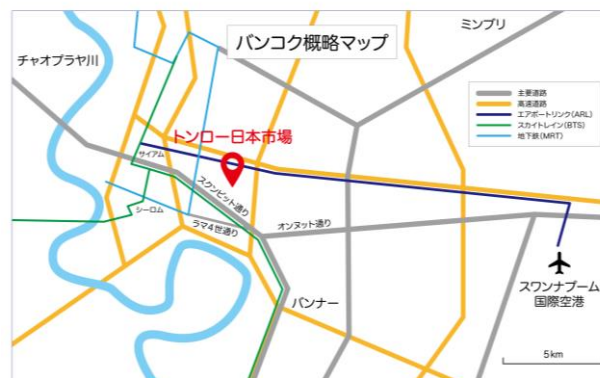 ミンブリ
バンコク概略マップ
チャオプラヤ川
主要道路
高速道路
エアポートリンク(ARL)
スカイトレイン(BTS)
地下鉄(MRT)
トンロー日本市場
サイアム
スクンビット通り
シーロム
ラマ4世通り
オンヌット通り
バンナー
スワンナプーム
国際空港
5km